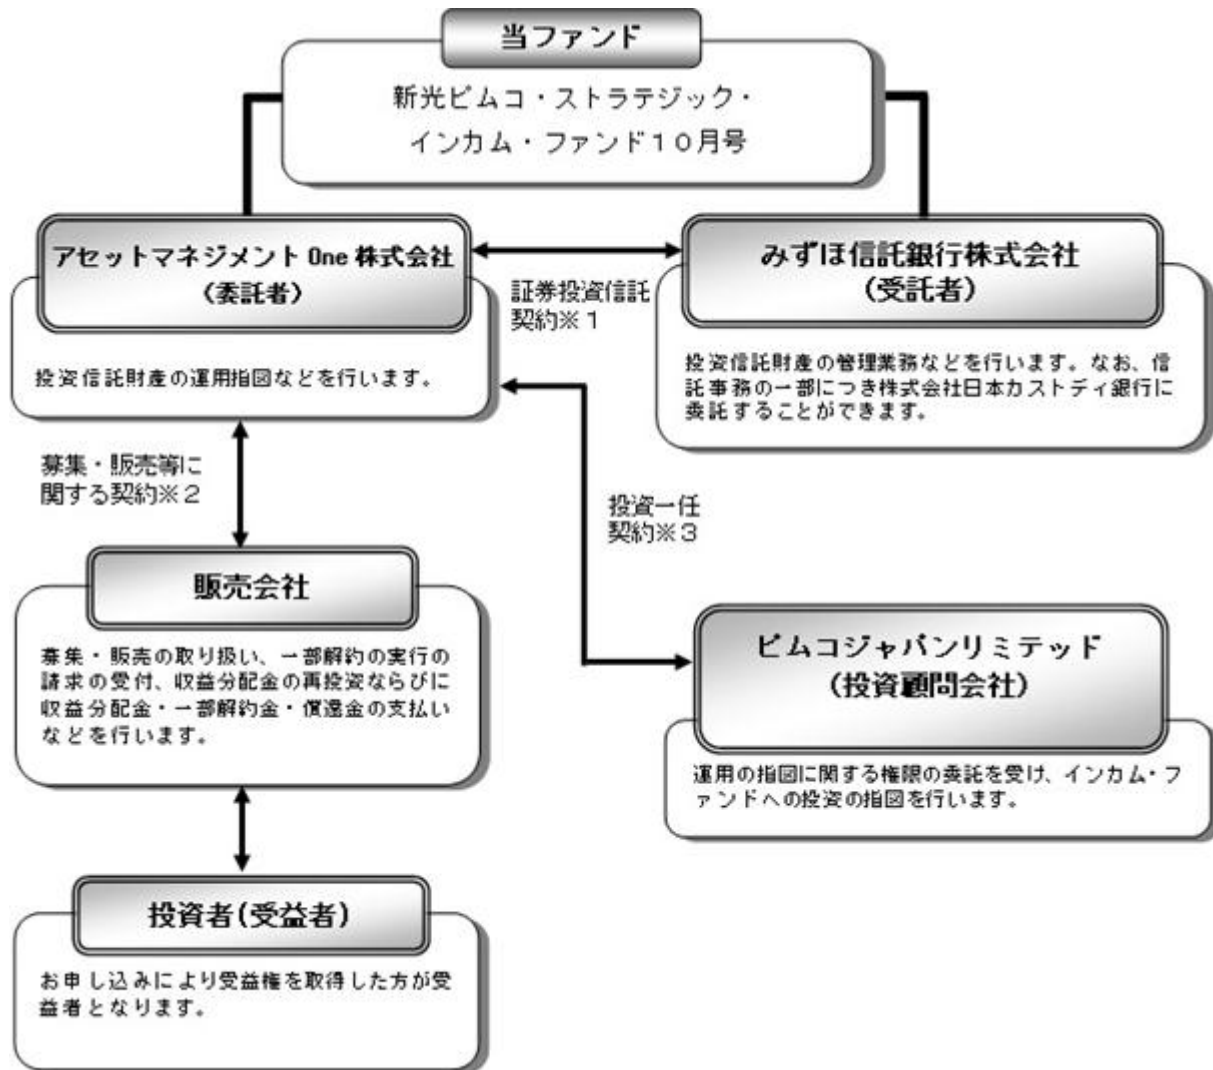 当ファンド
新光ピムコ・ストラテジック・
インカム・ファンド１０月号
アセットマネジメント One 株式会社
（委託者）
投資信託財産の運用指図などを行います。
証券投資信託
契約※１
みずほ信託銀行株式会社
（受託者）
投資信託財産の管理業務などを行います。なお、信
託事務の一部につき株式会社日本カストディ銀行に
委託することができます。
募集・販売等に
関する契約※２
投資一任
契約※３
販売会社
募集・販売の取り扱い、一部解約の実行の
請求の受付、収益分配金の再投資ならびに
収益分配金・一部解約金・償還金の支払い
などを行います。
ピムコジャパンリミテッド
（投資顧問会社）
運用の指図に関する権限の委託を受け、インカム・フ
ァンドへの投資の指図を行います。
投資者（受益者）
お申し込みにより受益権を取得した方が受
益者となります。